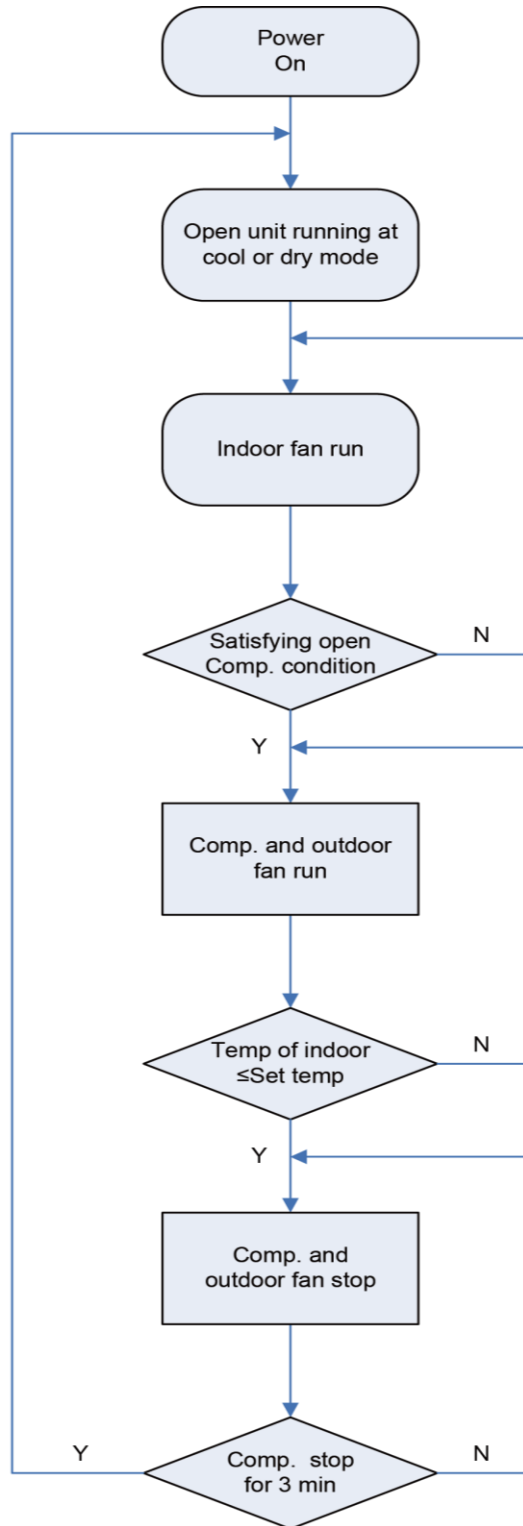 Power
On
Open unit running at
cool or dry mode
Indoor fan run
Satisfying open
Comp. condition
N
Y
Comp. and outdoor
fan run
Temp of indoor
≤Set temp
N
Y
Comp. and
outdoor fan stop
Y
Comp. stop
for 3 min
N